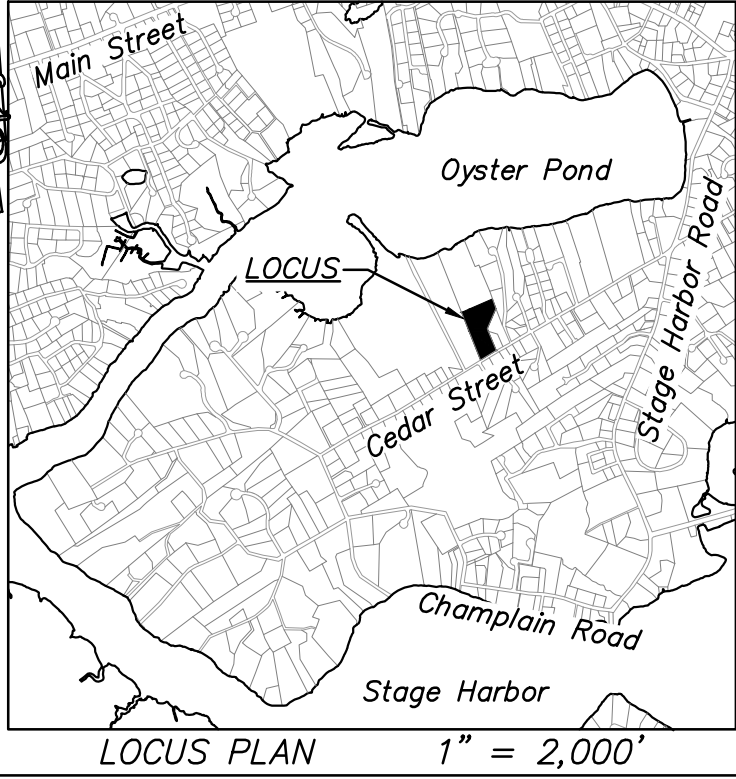 Main Street
Oyster Pond
LOCUS
Stage Harbor Road
Cedar Street
Champlain Road
Stage Harbor
LOCUS PLAN 1" = 2,000'